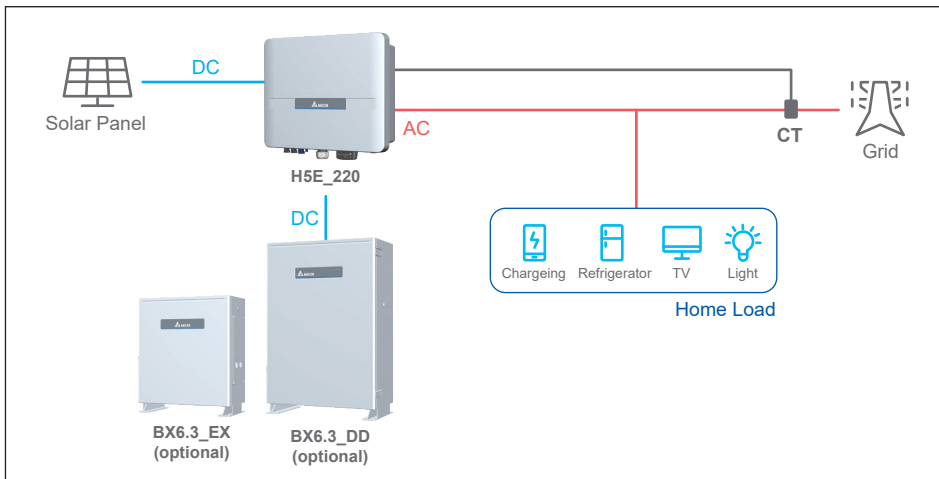 DC
Solar Panel
AC
CT
Grid
H5E_220
DC
Chargeing
Refrigerator
TV
Light
Home Load
BX6.3_EX
(optional)
BX6.3_DD
(optional)